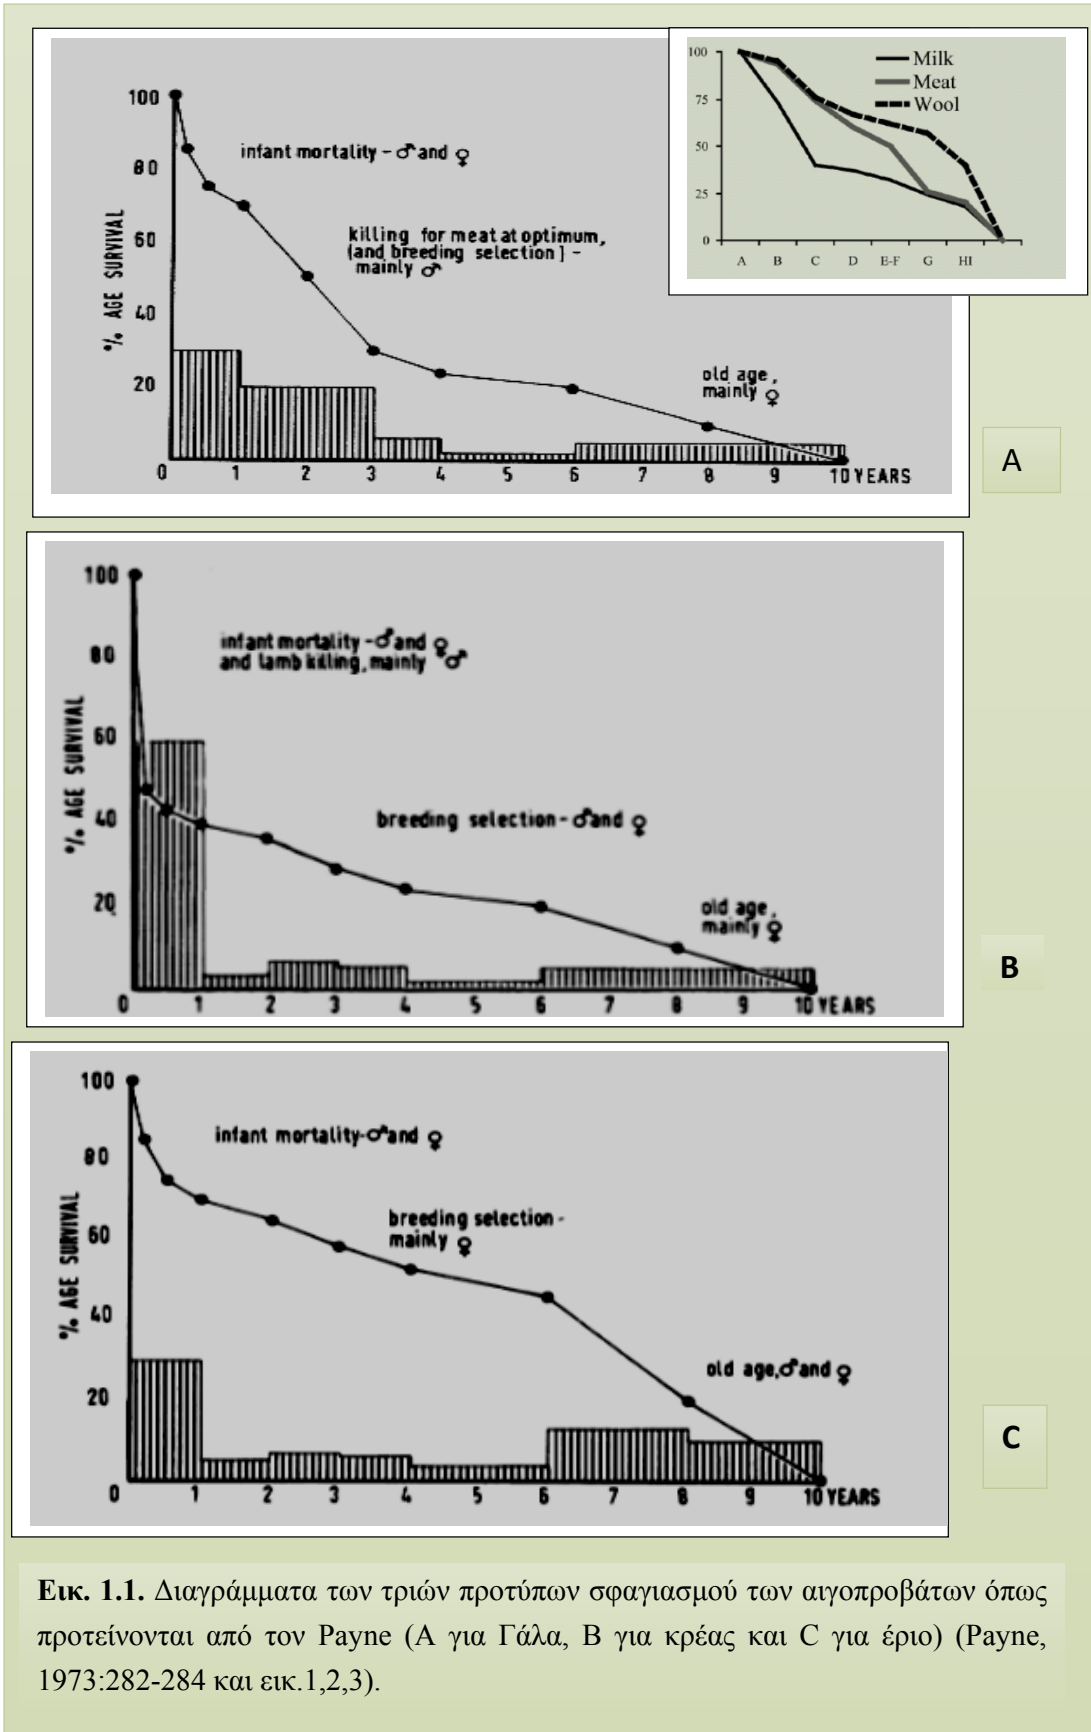 100
80
60
40
20
% AGE SURVIVAL
infant mortality - ♂ and ♀
killing for meat at optimum,
(and breeding selection) -
mainly ♂
old age,
mainly ♀
0 1 2 3 4 5 6 7 8 9 10 YEARS
100
75
50
25
0
Milk
Meat
Wool
A B C D E-F G HI
A
100
80
60
40
20
% AGE SURVIVAL
infant mortality - ♂ and ♀
and lamb killing, mainly ♂
breeding selection - ♂ and ♀
old age,
mainly ♀
0 1 2 3 4 5 6 7 8 9 10 YEARS
B
100
80
60
40
20
% AGE SURVIVAL
infant mortality - ♂ and ♀
breeding selection -
mainly ♀
old age, ♂ and ♀
0 1 2 3 4 5 6 7 8 9 10 YEARS
C
Εικ. 1.1. Διαγράμματα των τριών προτύπων σφαγιασμού των αιγοπροβάτων όπως
προτείνονται από τον Payne (Α για Γάλα, Β για κρέας και C για έριο) (Payne,
1973:282-284 και εικ.1,2,3).